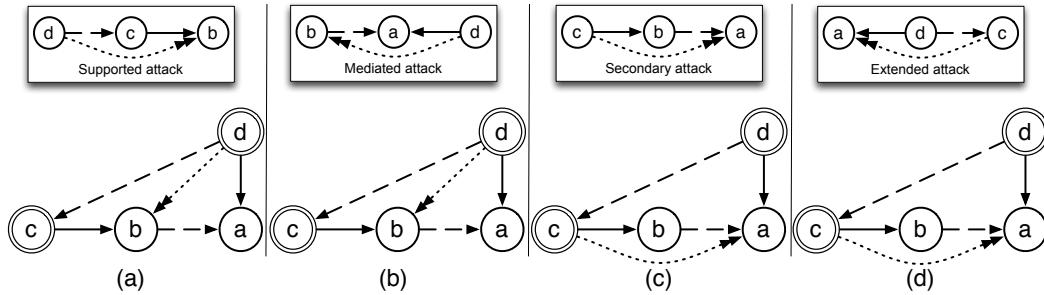 d c b
Supported attack
b a d
Mediated attack
c b a
Secondary attack
a d c
Extended attack
d
c b a
(a)
d
c b a
(b)
d
c b a
(c)
d
c b a
(d)